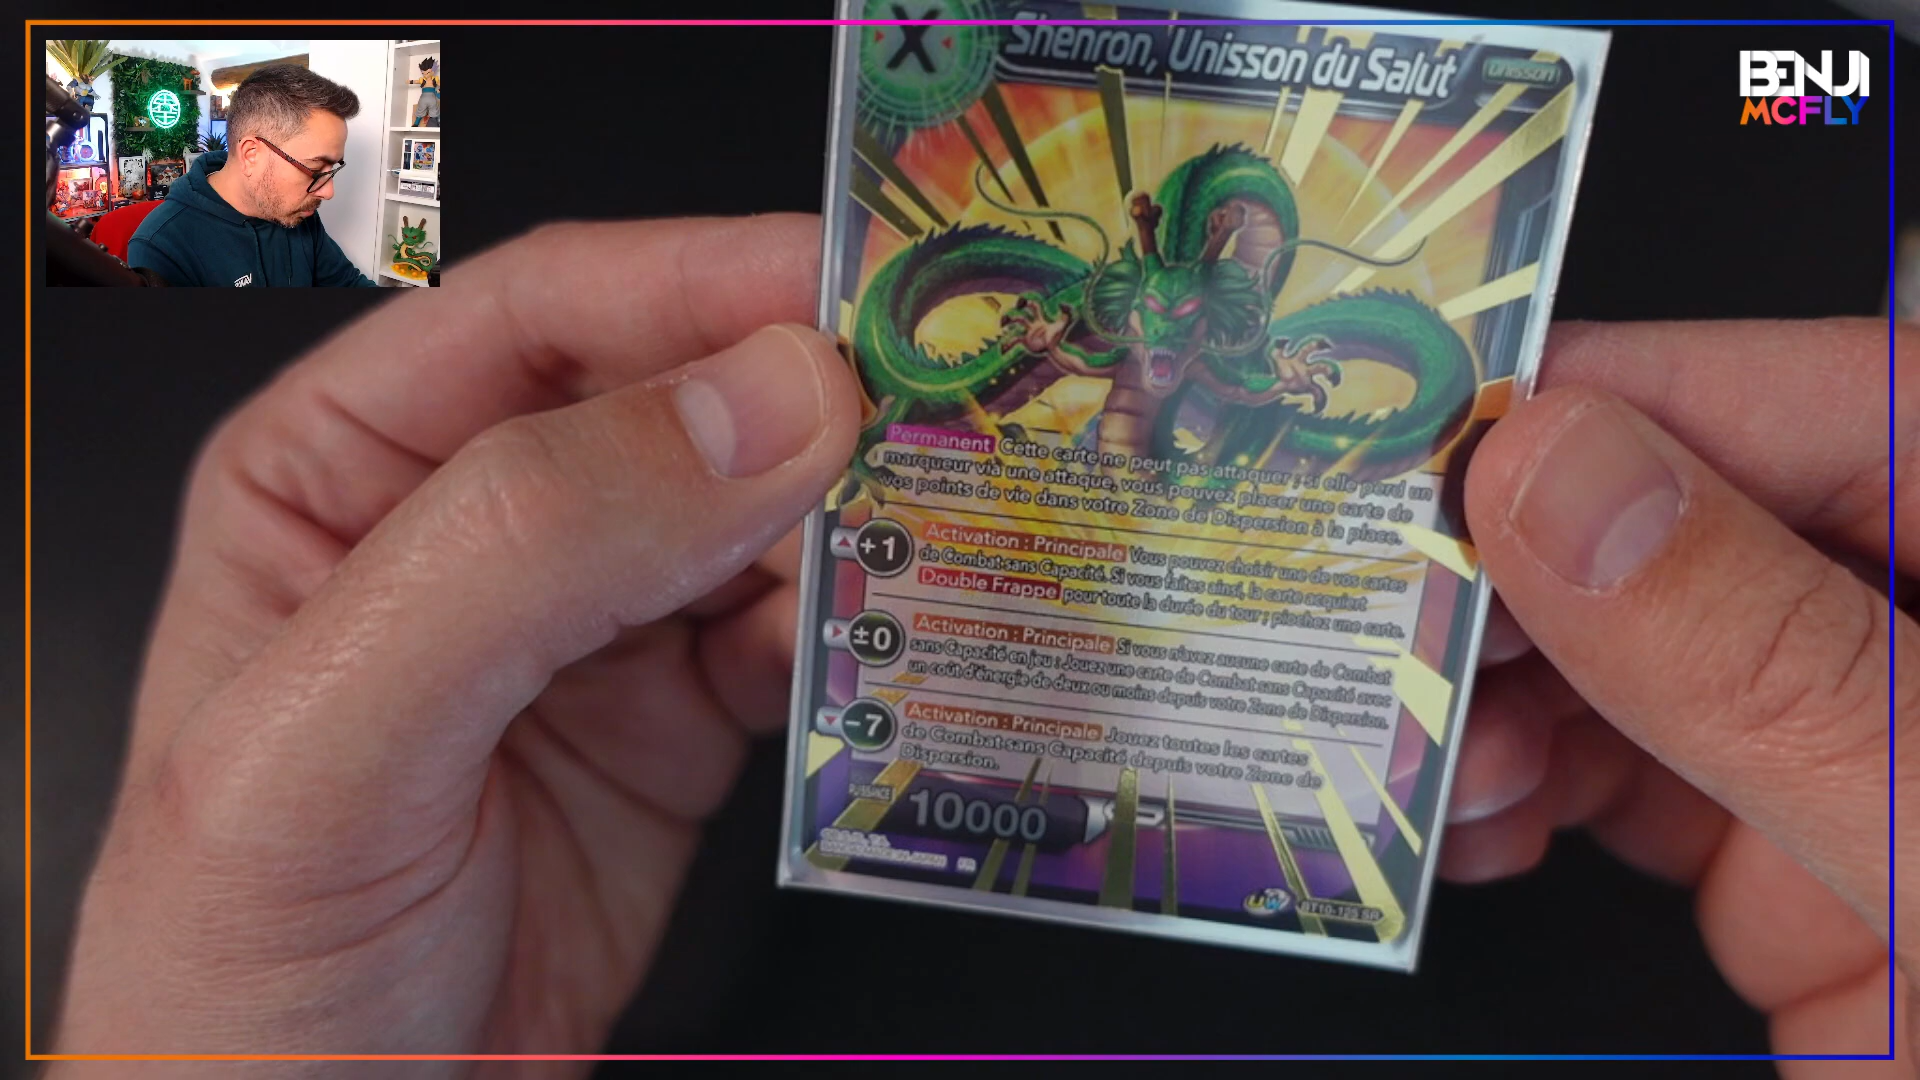 BENJI
MCFLY
X
Shenron, Unisson du Salut
Unisson
Permanent Cette carte ne peut pas attaquer ; si elle perd un
marqueur via une attaque, vous pouvez placer une carte de
vos points de vie dans votre Zone de Dispersion à la place.
+1 Activation : Principale Vous pouvez choisir une de vos cartes
de Combat sans Capacité. Si vous faites ainsi, la carte acquiert
Double Frappe pour toute la durée du tour ; piochez une carte.
±0 Activation : Principale Si vous n'avez aucune carte de Combat
sans Capacité en jeu : Jouez une carte de Combat sans Capacité avec
un coût d'énergie de deux ou moins depuis votre Zone de Dispersion.
-7 Activation : Principale Jouez toutes les cartes
de Combat sans Capacité depuis votre Zone de
Dispersion.
PUISSANCE 10000
BANDAI MADE IN JAPAN FR
UW